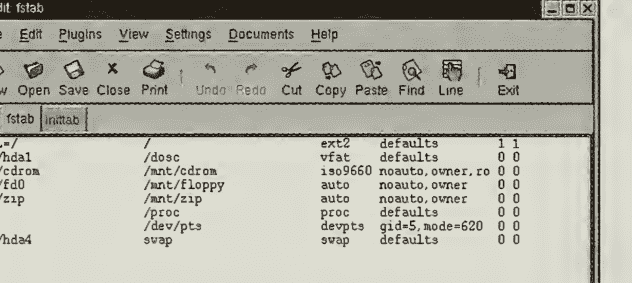 dit: fstab
e Edit Plugins View Settings Documents Help
w Open Save Close Print Undo Redo Cut Copy Paste Find Line Exit
fstab inittab
.=/ / ext2 defaults 1 1
/hda1 /dosc vfat defaults 0 0
/cdrom /mnt/cdrom iso9660 noauto,owner,ro 0 0
/fd0 /mnt/floppy auto noauto,owner 0 0
/zip /mnt/zip auto noauto,owner 0 0
/proc proc defaults 0 0
/dev/pts devpts gid=5,mode=620 0 0
/hda4 swap swap defaults 0 0